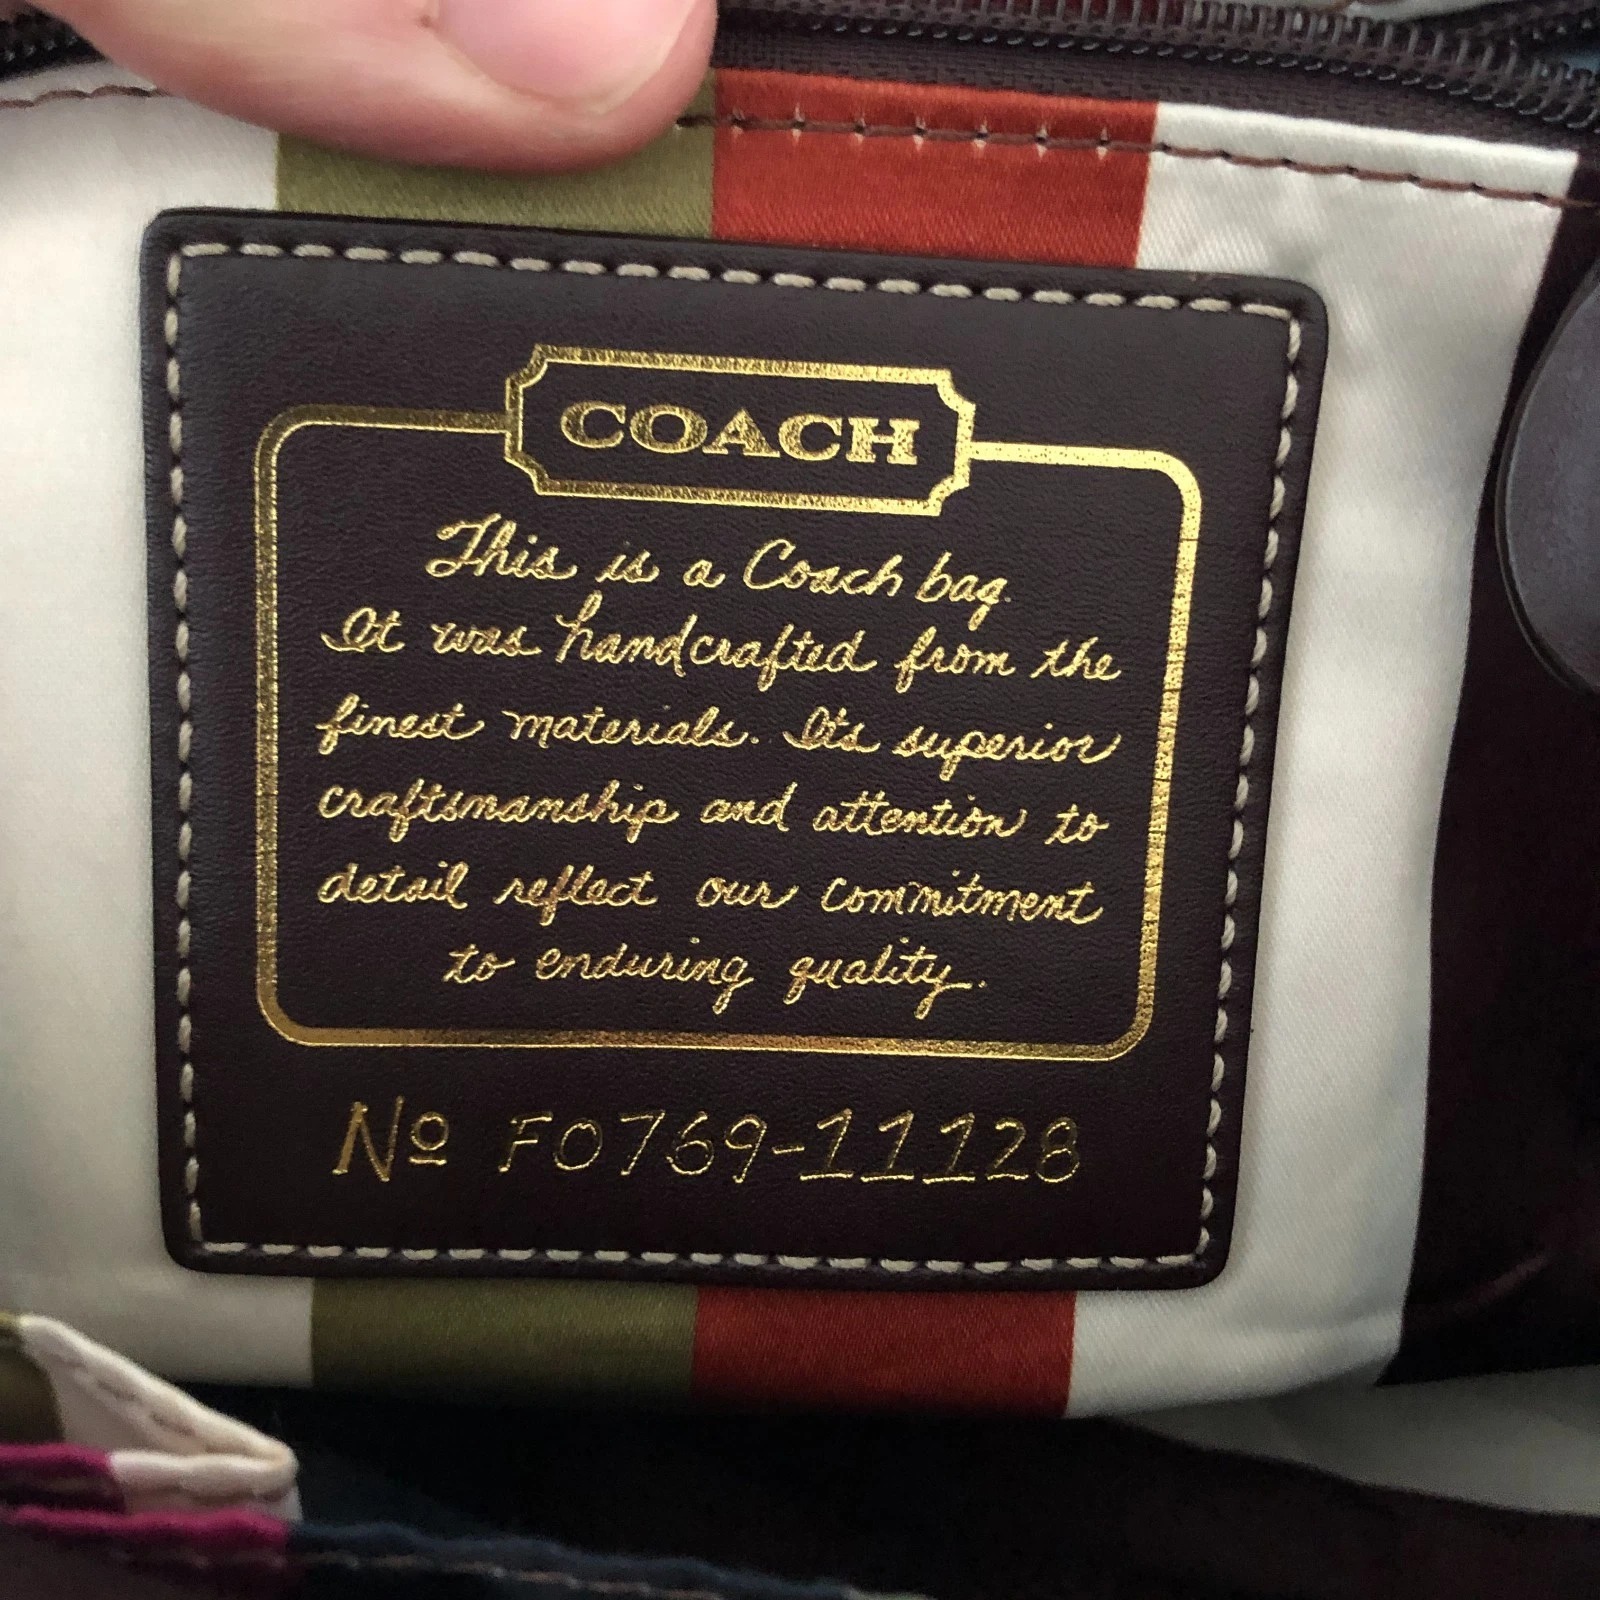 COACH
This is a Coach bag.
It was handcrafted from the
finest materials. It's superior
craftsmanship and attention to
detail reflect our commitment
to enduring quality.
Nº F0769-11128